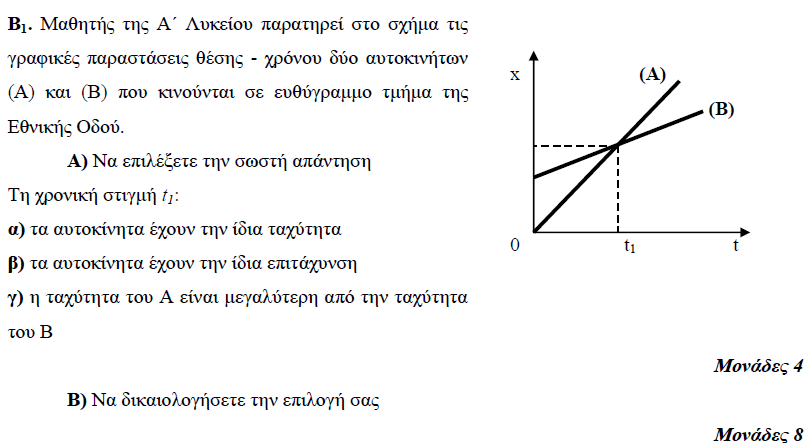 Β1. Μαθητής της Α΄ Λυκείου παρατηρεί στο σχήμα τις
γραφικές παραστάσεις θέσης - χρόνου δύο αυτοκινήτων
(Α) και (Β) που κινούνται σε ευθύγραμμο τμήμα της
Εθνικής Οδού.
Α) Να επιλέξετε την σωστή απάντηση
Τη χρονική στιγμή t1:
α) τα αυτοκίνητα έχουν την ίδια ταχύτητα
β) τα αυτοκίνητα έχουν την ίδια επιτάχυνση
γ) η ταχύτητα του Α είναι μεγαλύτερη από την ταχύτητα
του Β
x
(Α)
(Β)
0
t1
t
Μονάδες 4
Β) Να δικαιολογήσετε την επιλογή σας
Μονάδες 8